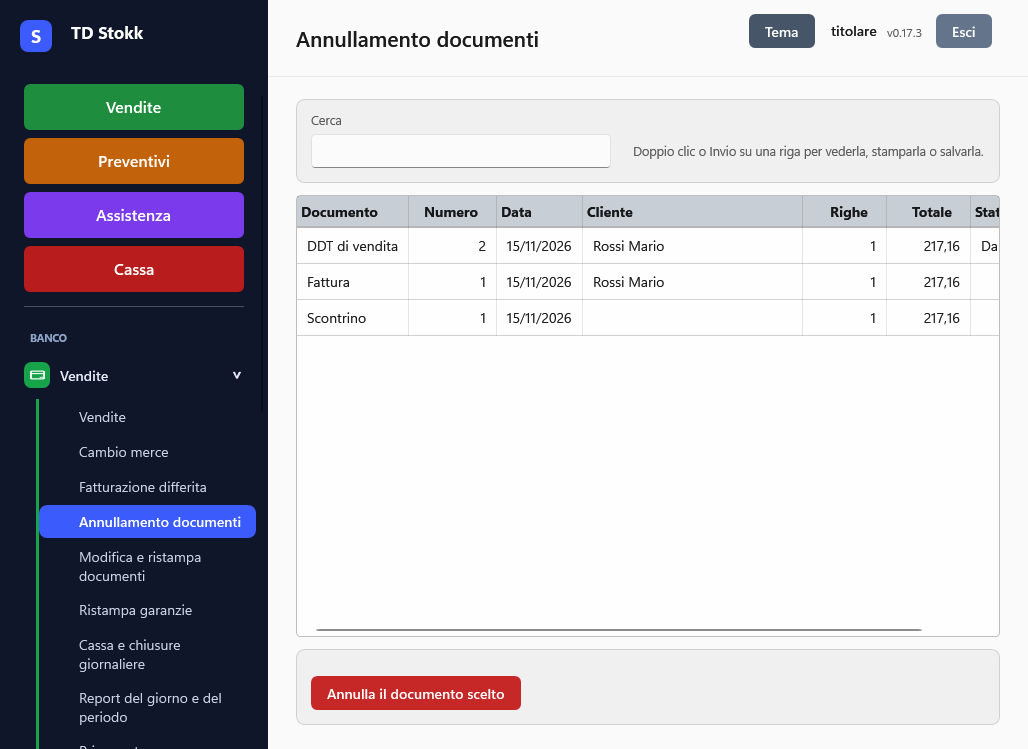 S
TD Stokk
Vendite
Preventivi
Assistenza
Cassa
BANCO
Vendite
Vendite
Cambio merce
Fatturazione differita
Annullamento documenti
Modifica e ristampa
documenti
Ristampa garanzie
Cassa e chiusure
giornaliere
Report del giorno e del
periodo
Annullamento documenti
Tema
titolare
v0.17.3
Esci
Cerca
Doppio clic o Invio su una riga per vederla, stamparla o salvarla.
Documento Numero Data Cliente Righe Totale Stat
DDT di vendita 2 15/11/2026 Rossi Mario 1 217,16 Da
Fattura 1 15/11/2026 Rossi Mario 1 217,16
Scontrino 1 15/11/2026 1 217,16
Annulla il documento scelto